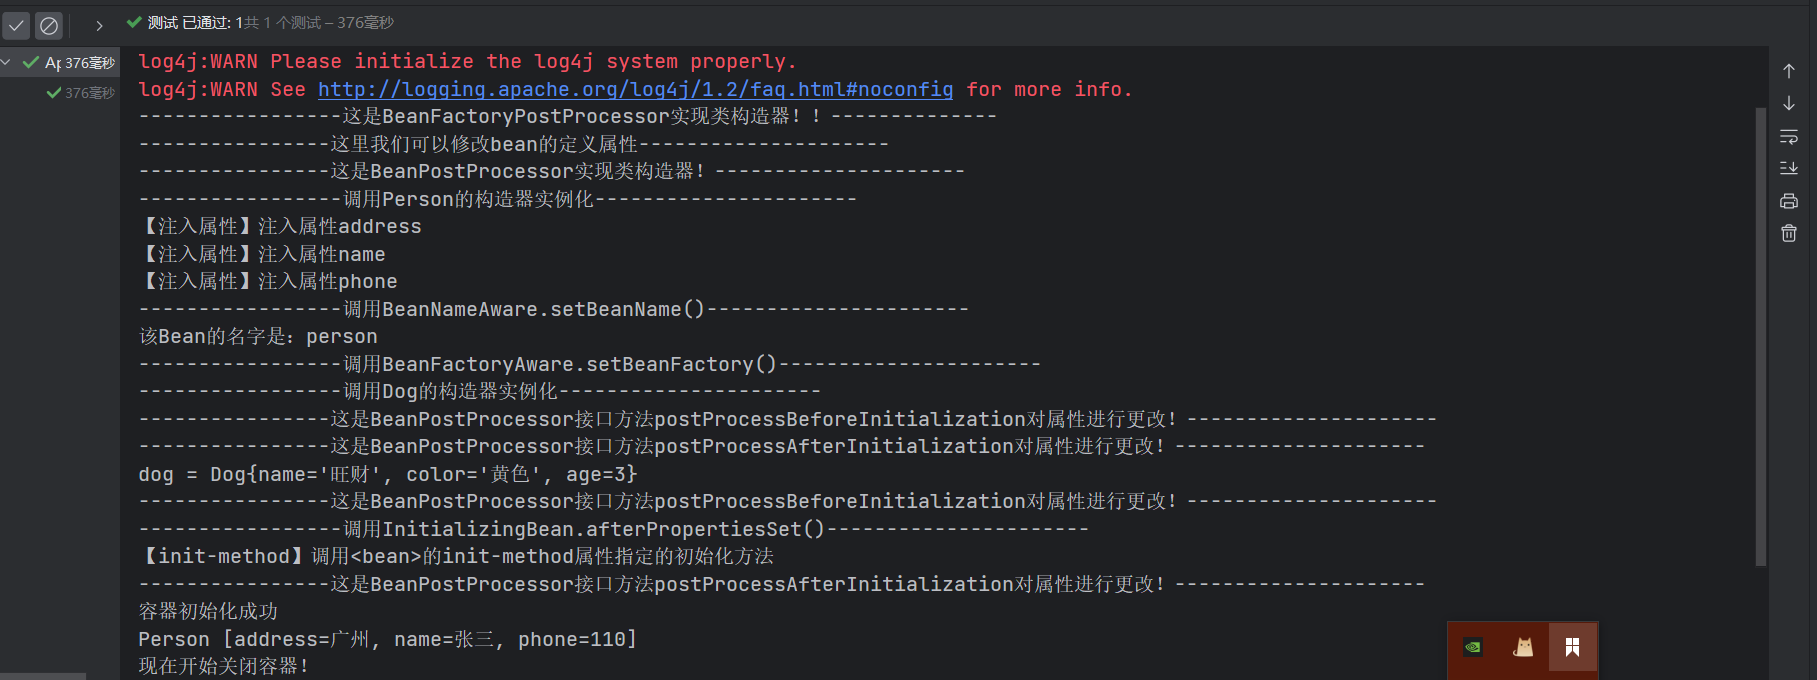 测试 已通过: 1共 1 个测试 – 376毫秒
Ap 376毫秒
376毫秒
log4j:WARN Please initialize the log4j system properly.
log4j:WARN See http://logging.apache.org/log4j/1.2/faq.html#noconfig for more info.
-----------------这是BeanFactoryPostProcessor实现类构造器！！--------------
----------------这里我们可以修改bean的定义属性---------------------
----------------这是BeanPostProcessor实现类构造器！---------------------
-----------------调用Person的构造器实例化----------------------
【注入属性】注入属性address
【注入属性】注入属性name
【注入属性】注入属性phone
-----------------调用BeanNameAware.setBeanName()----------------------
该Bean的名字是：person
-----------------调用BeanFactoryAware.setBeanFactory()----------------------
-----------------调用Dog的构造器实例化----------------------
----------------这是BeanPostProcessor接口方法postProcessBeforeInitialization对属性进行更改！---------------------
----------------这是BeanPostProcessor接口方法postProcessAfterInitialization对属性进行更改！---------------------
dog = Dog{name='旺财', color='黄色', age=3}
----------------这是BeanPostProcessor接口方法postProcessBeforeInitialization对属性进行更改！---------------------
-----------------调用InitializingBean.afterPropertiesSet()----------------------
【init-method】调用<bean>的init-method属性指定的初始化方法
----------------这是BeanPostProcessor接口方法postProcessAfterInitialization对属性进行更改！---------------------
容器初始化成功
Person [address=广州, name=张三, phone=110]
现在开始关闭容器！